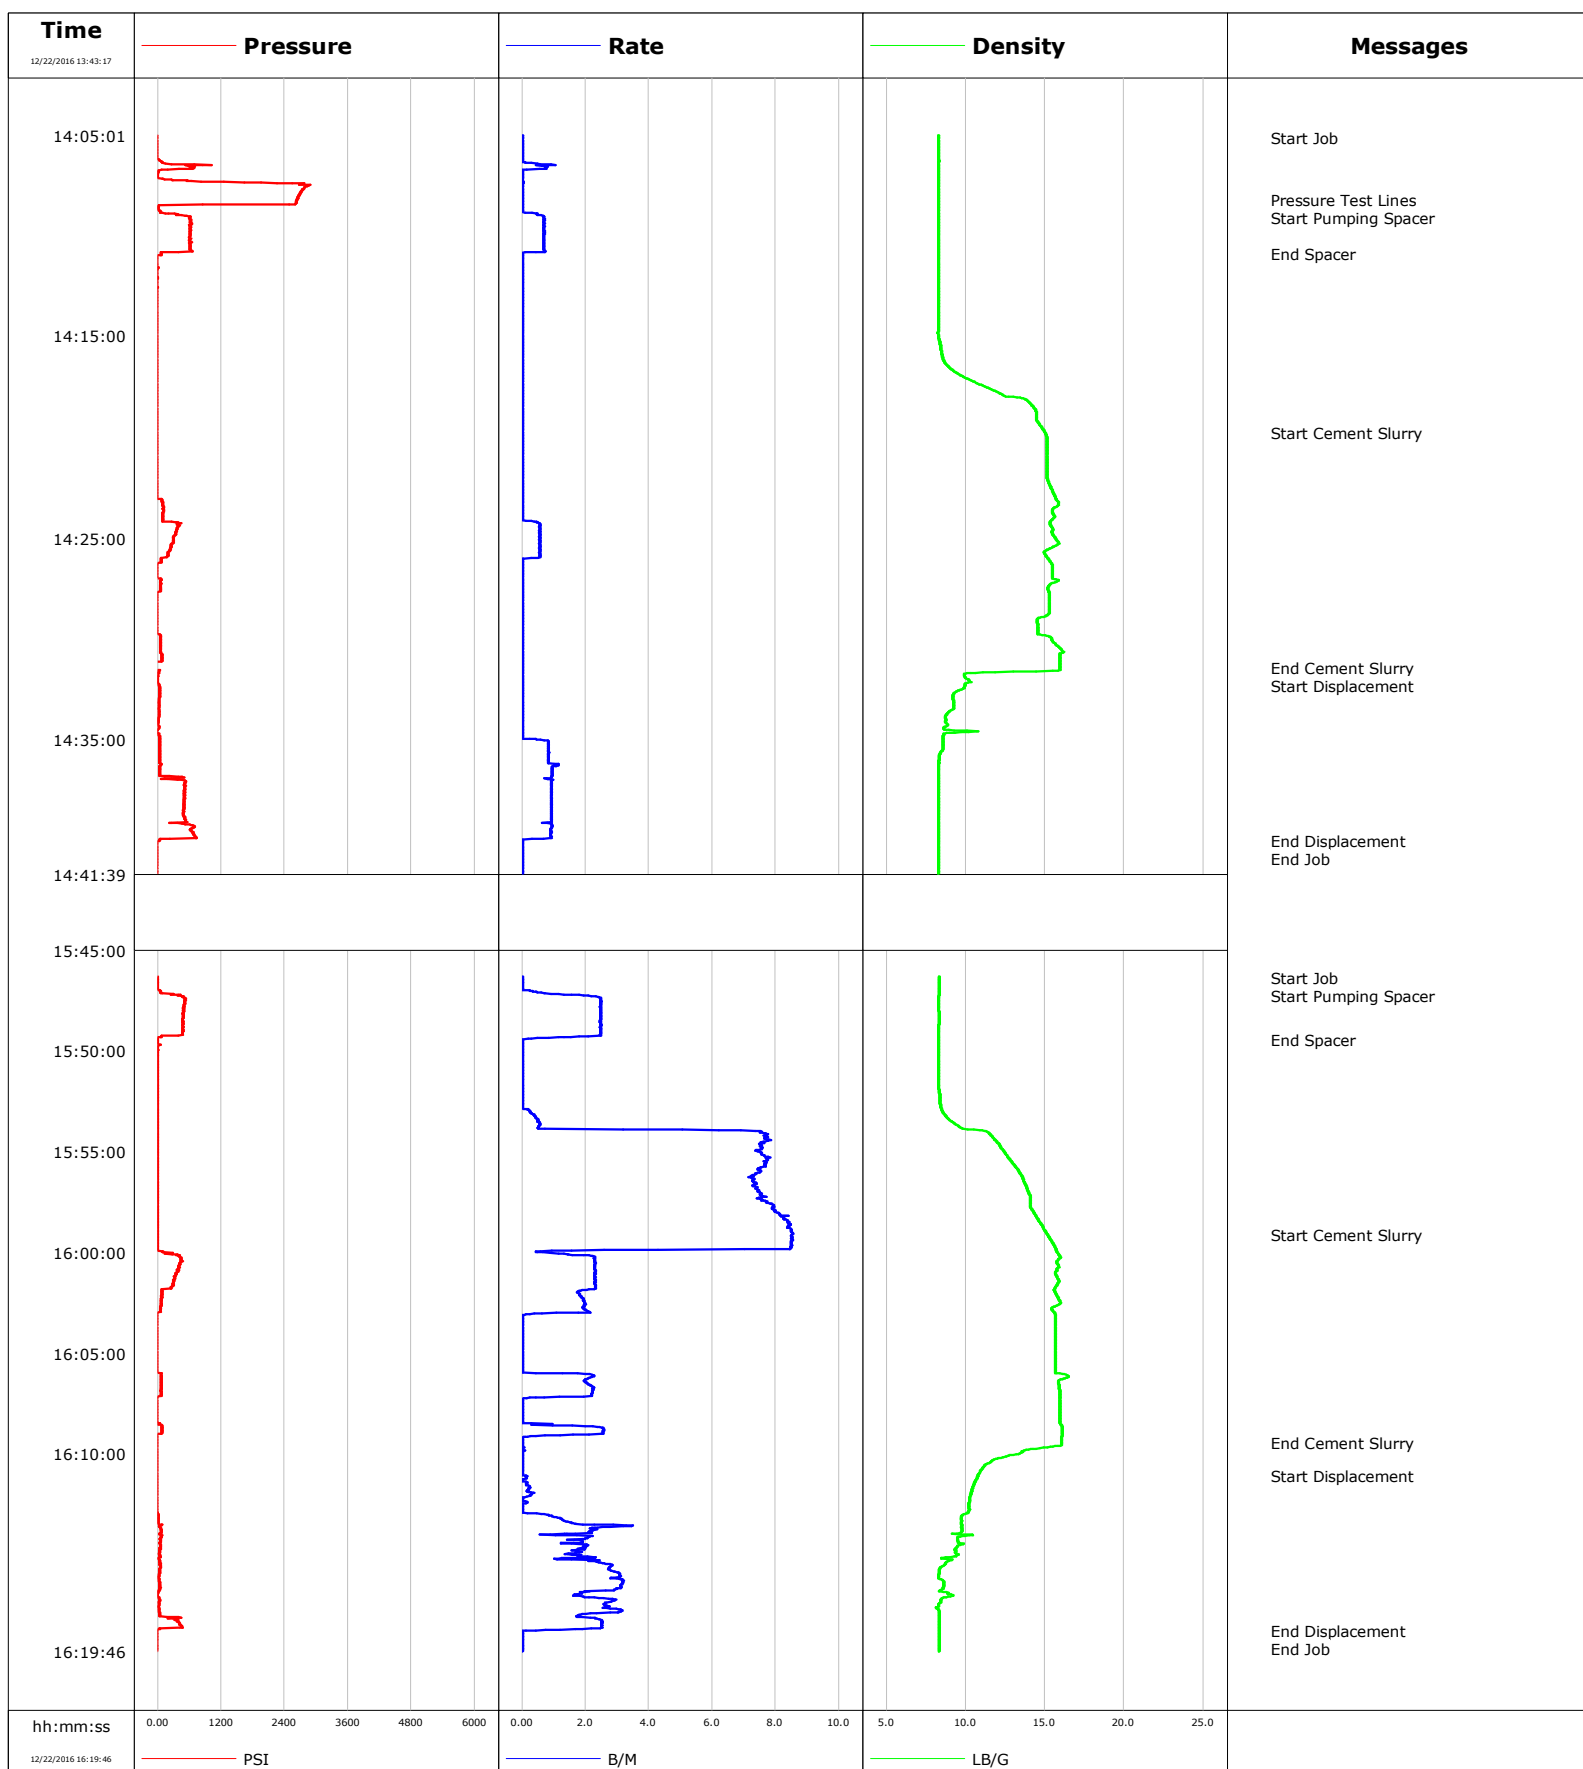 Time
12/22/2016 13:43:17
Pressure
Rate
Density
Messages
14:05:01
Start Job
Pressure Test Lines
Start Pumping Spacer
End Spacer
14:15:00
Start Cement Slurry
14:25:00
End Cement Slurry
Start Displacement
14:35:00
End Displacement
End Job
14:41:39
15:45:00
Start Job
Start Pumping Spacer
End Spacer
15:50:00
15:55:00
Start Cement Slurry
16:00:00
16:05:00
End Cement Slurry
16:10:00
Start Displacement
End Displacement
End Job
16:19:46
hh:mm:ss
0.00 1200 2400 3600 4800 6000
0.00 2.0 4.0 6.0 8.0 10.0
5.0 10.0 15.0 20.0 25.0
12/22/2016 16:19:46
PSI
B/M
LB/G